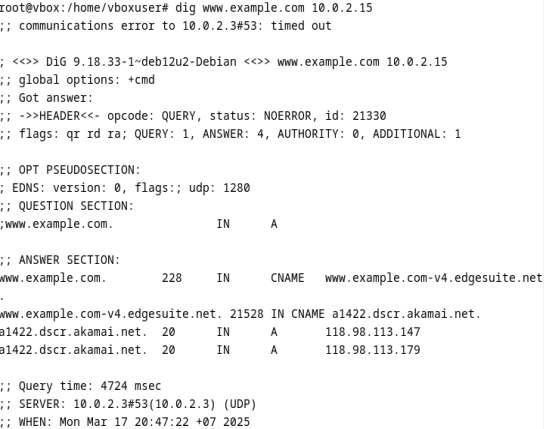 root@vbox:/home/vboxuser# dig www.example.com 10.0.2.15
;; communications error to 10.0.2.3#53: timed out

; <<>> DiG 9.18.33-1~deb12u2-Debian <<>> www.example.com 10.0.2.15
;; global options: +cmd
;; Got answer:
;; ->>HEADER<<- opcode: QUERY, status: NOERROR, id: 21330
;; flags: qr rd ra; QUERY: 1, ANSWER: 4, AUTHORITY: 0, ADDITIONAL: 1

;; OPT PSEUDOSECTION:
; EDNS: version: 0, flags:; udp: 1280
;; QUESTION SECTION:
;www.example.com.               IN      A

;; ANSWER SECTION:
www.example.com.        228     IN      CNAME   www.example.com-v4.edgesuite.net
.
www.example.com-v4.edgesuite.net. 21528 IN CNAME a1422.dscr.akamai.net.
a1422.dscr.akamai.net.  20      IN      A       118.98.113.147
a1422.dscr.akamai.net.  20      IN      A       118.98.113.179

;; Query time: 4724 msec
;; SERVER: 10.0.2.3#53(10.0.2.3) (UDP)
;; WHEN: Mon Mar 17 20:47:22 +07 2025